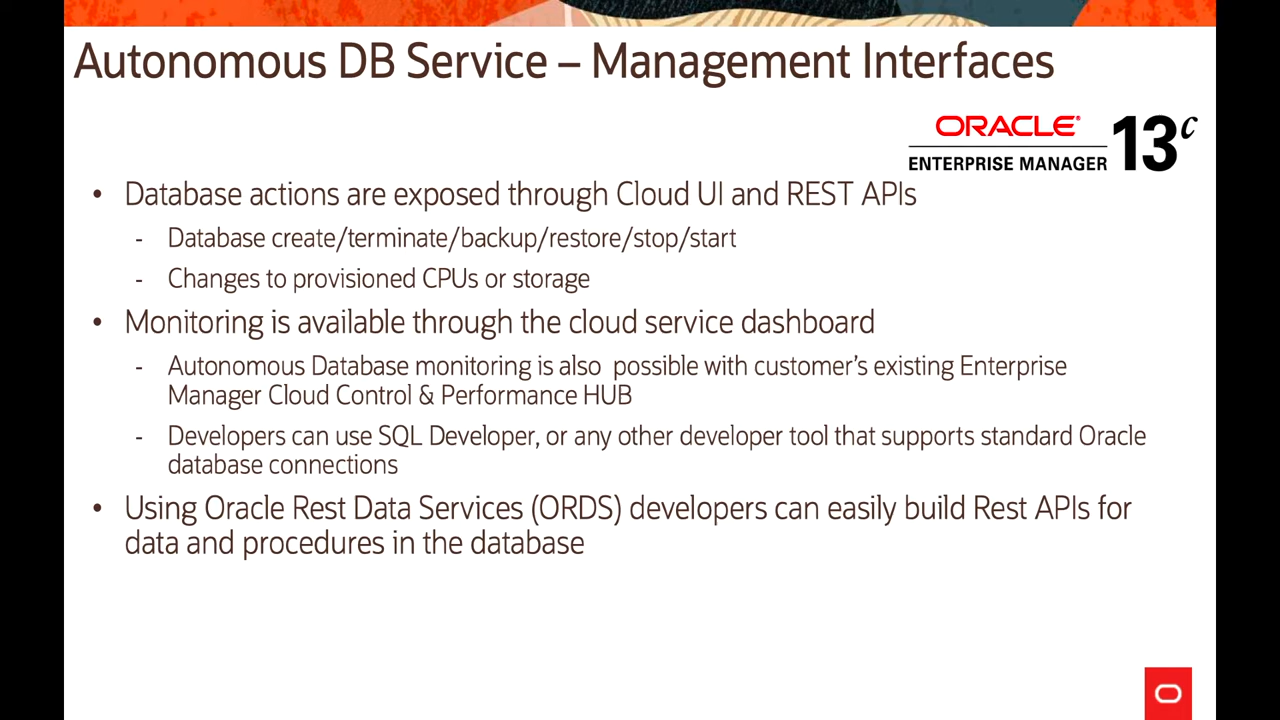 Autonomous DB Service – Management Interfaces
ORACLE®
ENTERPRISE MANAGER 13c
• Database actions are exposed through Cloud UI and REST APIs
- Database create/terminate/backup/restore/stop/start
- Changes to provisioned CPUs or storage
• Monitoring is available through the cloud service dashboard
- Autonomous Database monitoring is also  possible with customer’s existing Enterprise
Manager Cloud Control & Performance HUB
- Developers can use SQL Developer, or any other developer tool that supports standard Oracle
database connections
• Using Oracle Rest Data Services (ORDS) developers can easily build Rest APIs for
data and procedures in the database